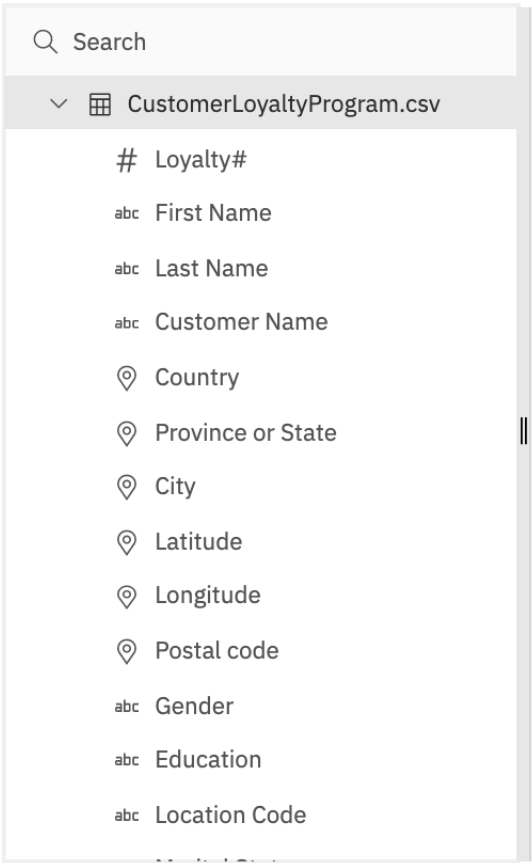 Search
CustomerLoyaltyProgram.csv
# Loyalty#
abc First Name
abc Last Name
abc Customer Name
Country
Province or State
City
Latitude
Longitude
Postal code
abc Gender
abc Education
abc Location Code